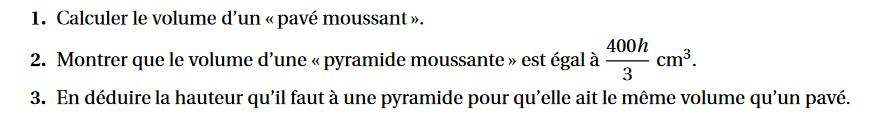 1. Calculer le volume d’un « pavé moussant ».
2. Montrer que le volume d’une « pyramide moussante » est égal à \frac{400h}{3} cm³.
3. En déduire la hauteur qu’il faut à une pyramide pour qu’elle ait le même volume qu’un pavé.